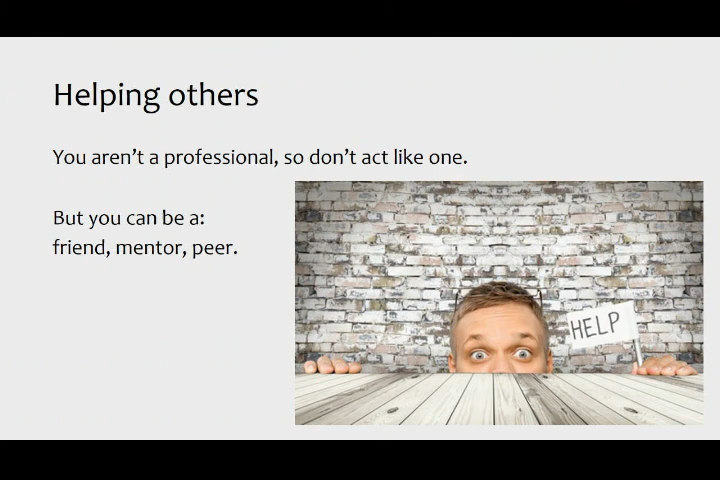 Helping others
You aren’t a professional, so don’t act like one.
But you can be a:
friend, mentor, peer.
HELP